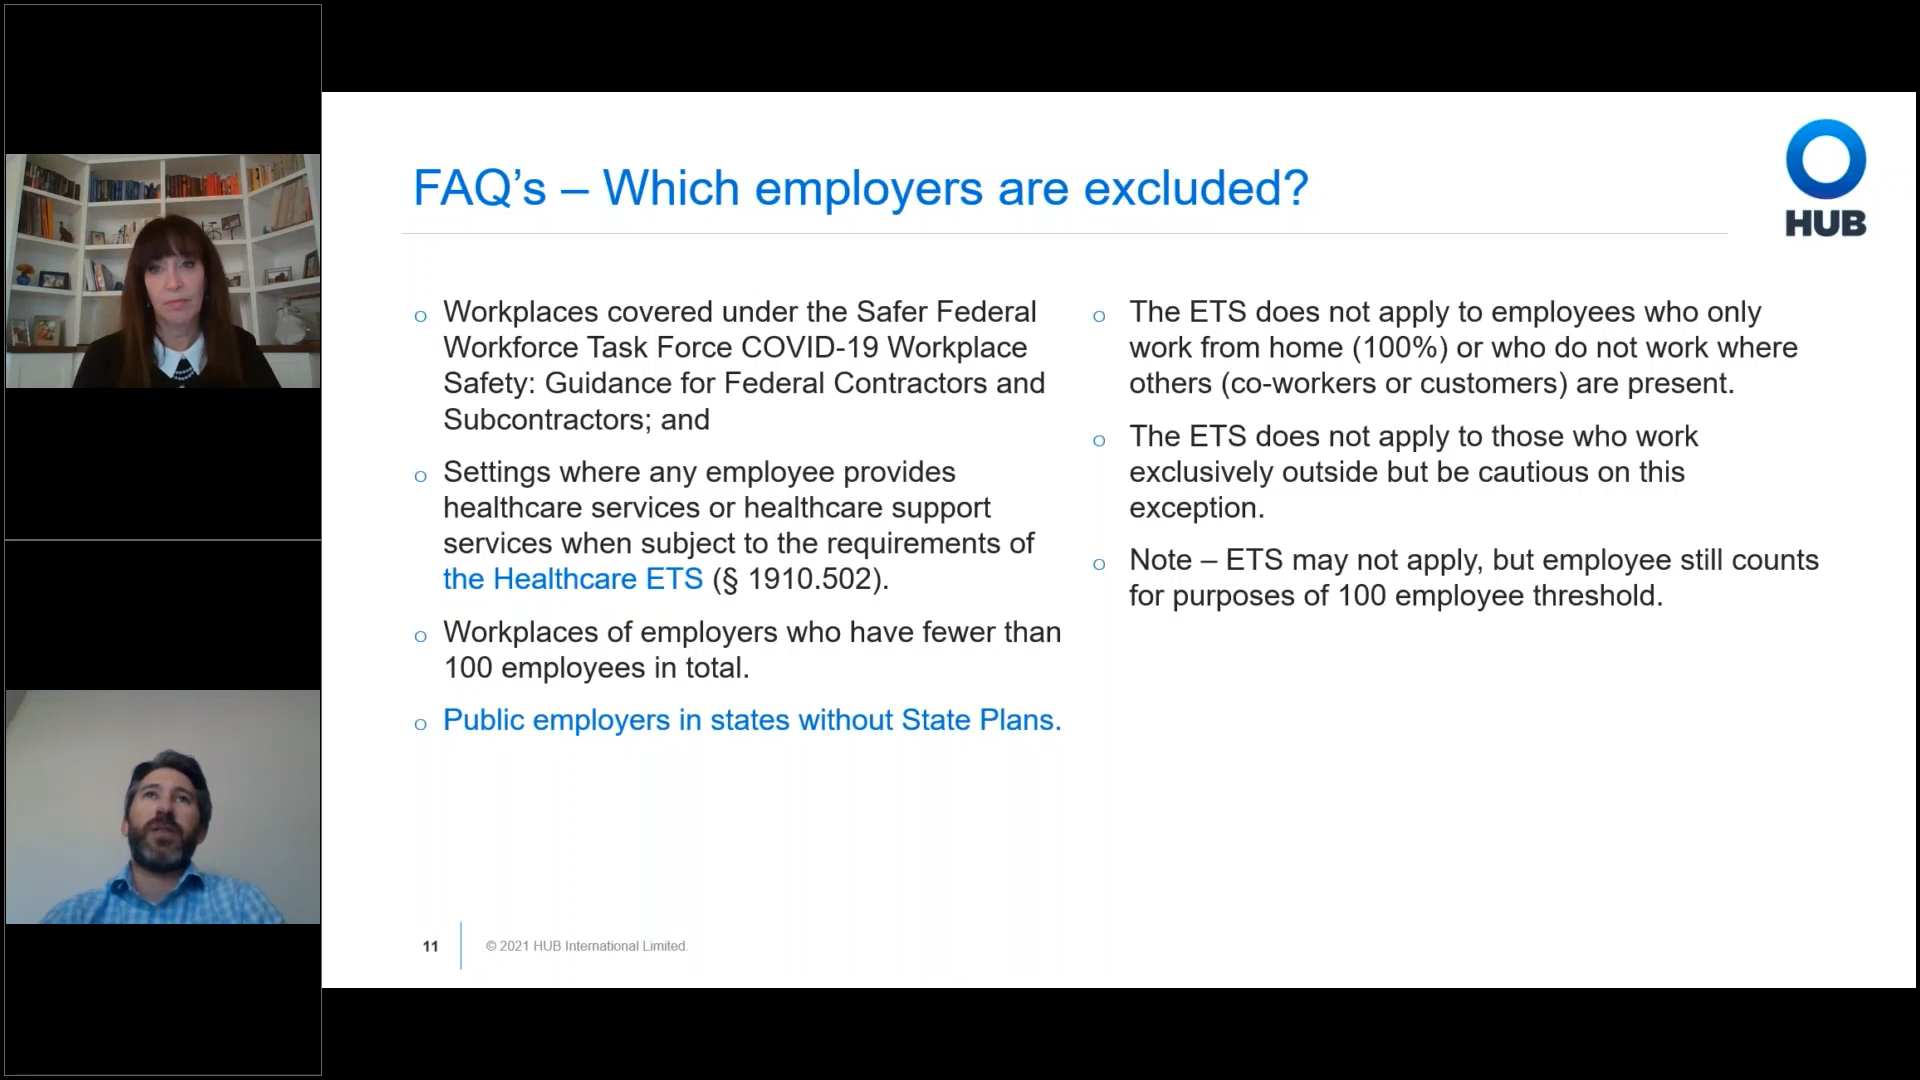 FAQ’s – Which employers are excluded?
HUB
o Workplaces covered under the Safer Federal
Workforce Task Force COVID-19 Workplace
Safety: Guidance for Federal Contractors and
Subcontractors; and
o Settings where any employee provides
healthcare services or healthcare support
services when subject to the requirements of
the Healthcare ETS (§ 1910.502).
o Workplaces of employers who have fewer than
100 employees in total.
o Public employers in states without State Plans.
o The ETS does not apply to employees who only
work from home (100%) or who do not work where
others (co-workers or customers) are present.
o The ETS does not apply to those who work
exclusively outside but be cautious on this
exception.
o Note – ETS may not apply, but employee still counts
for purposes of 100 employee threshold.
11
© 2021 HUB International Limited.